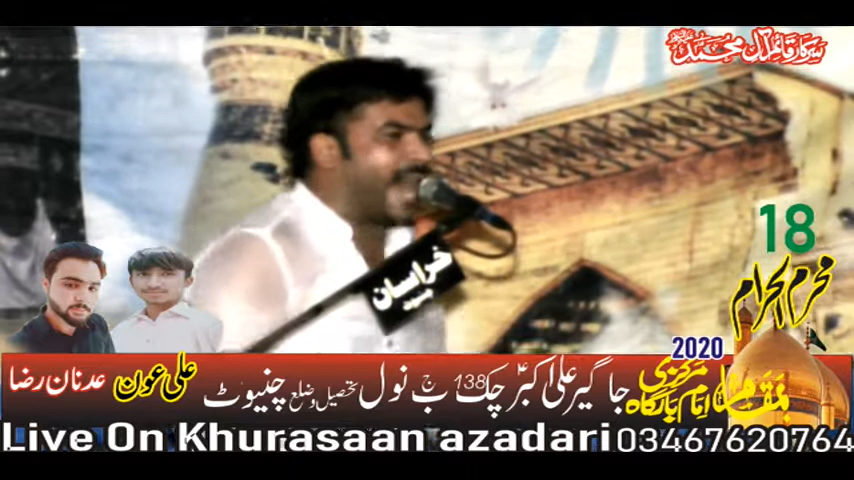 سرکار قائم آل محمد
خراسان
18
محرم الحرام
2020
بمقام مرکزی امام بارگاہ جاگیر علی اکبرؑ چک 138 ج ب نول تحصیل و ضلع چنیوٹ
علی عون
عدنان رضا
Live On Khurasaan azadari 03467620764